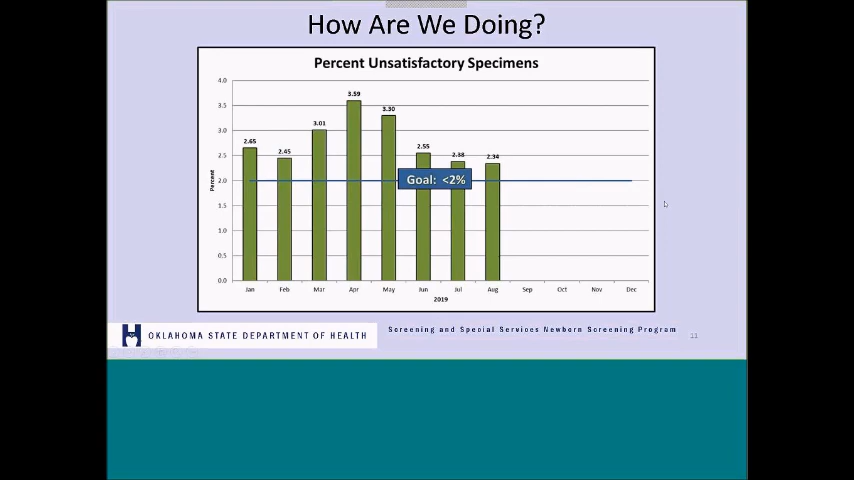 How Are We Doing?
Percent Unsatisfactory Specimens
4.0
3.5
3.0
2.5
2.0
1.5
1.0
0.5
0.0
Percent
2.65
2.45
3.01
3.59
3.30
2.55
2.38
2.34
Goal: <2%
Jan Feb Mar Apr May Jun Jul Aug Sep Oct Nov Dec
2019
OKLAHOMA STATE DEPARTMENT OF HEALTH
Screening and Special Services Newborn Screening Program
11